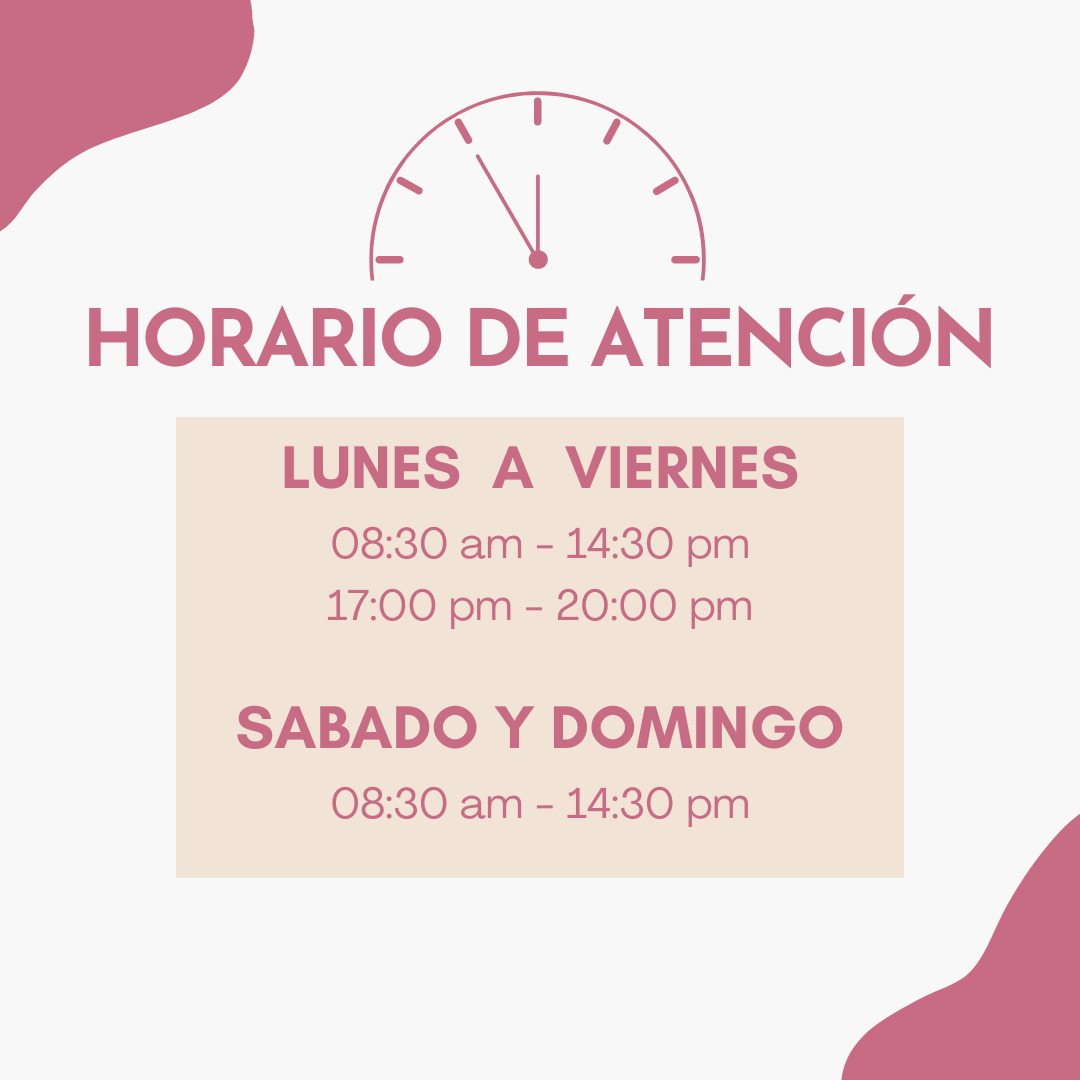 HORARIO DE ATENCIÓN
LUNES A VIERNES
08:30 am - 14:30 pm
17:00 pm - 20:00 pm
SABADO Y DOMINGO
08:30 am - 14:30 pm